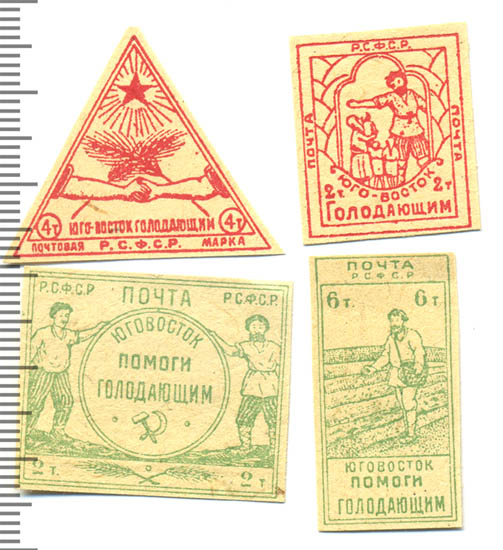 4т. ЮГО-ВОСТОК ГОЛОДАЮЩИМ 4т.
ПОЧТОВАЯ Р.С.Ф.С.Р. МАРКА
Р.С.Ф.С.Р.
ПОЧТА
ПОЧТА
2т. ЮГО-ВОСТОК 2т
ГОЛОДАЮЩИМ
Р.С.Ф.С.Р ПОЧТА Р.С.Ф.С.Р.
ЮГОВОСТОК
ПОМОГИ
ГОЛОДАЮЩИМ
2т. 2т
ПОЧТА
Р.С.Ф.С.Р.
6т. 6т.
ЮГОВОСТОК
ПОМОГИ
ГОЛОДАЮЩИМ